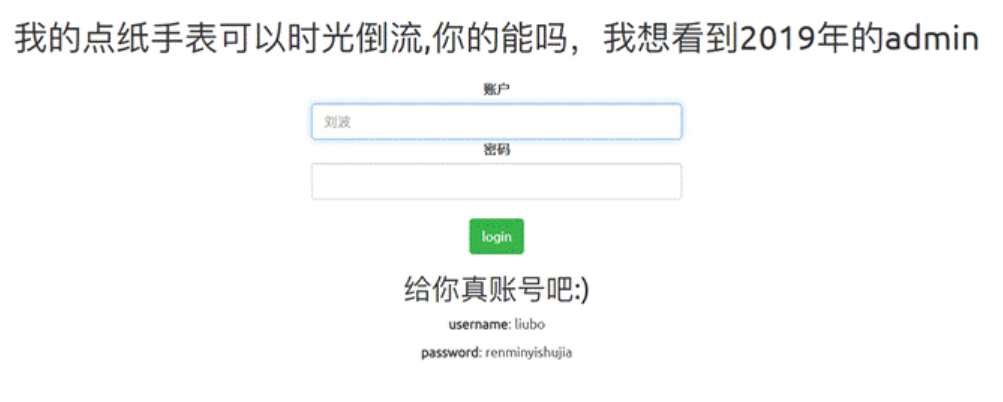 我的点纸手表可以时光倒流,你的能吗，我想看到2019年的admin
账户
刘波
密码
login
给你真账号吧:)
username: liubo
password: renminyishujia